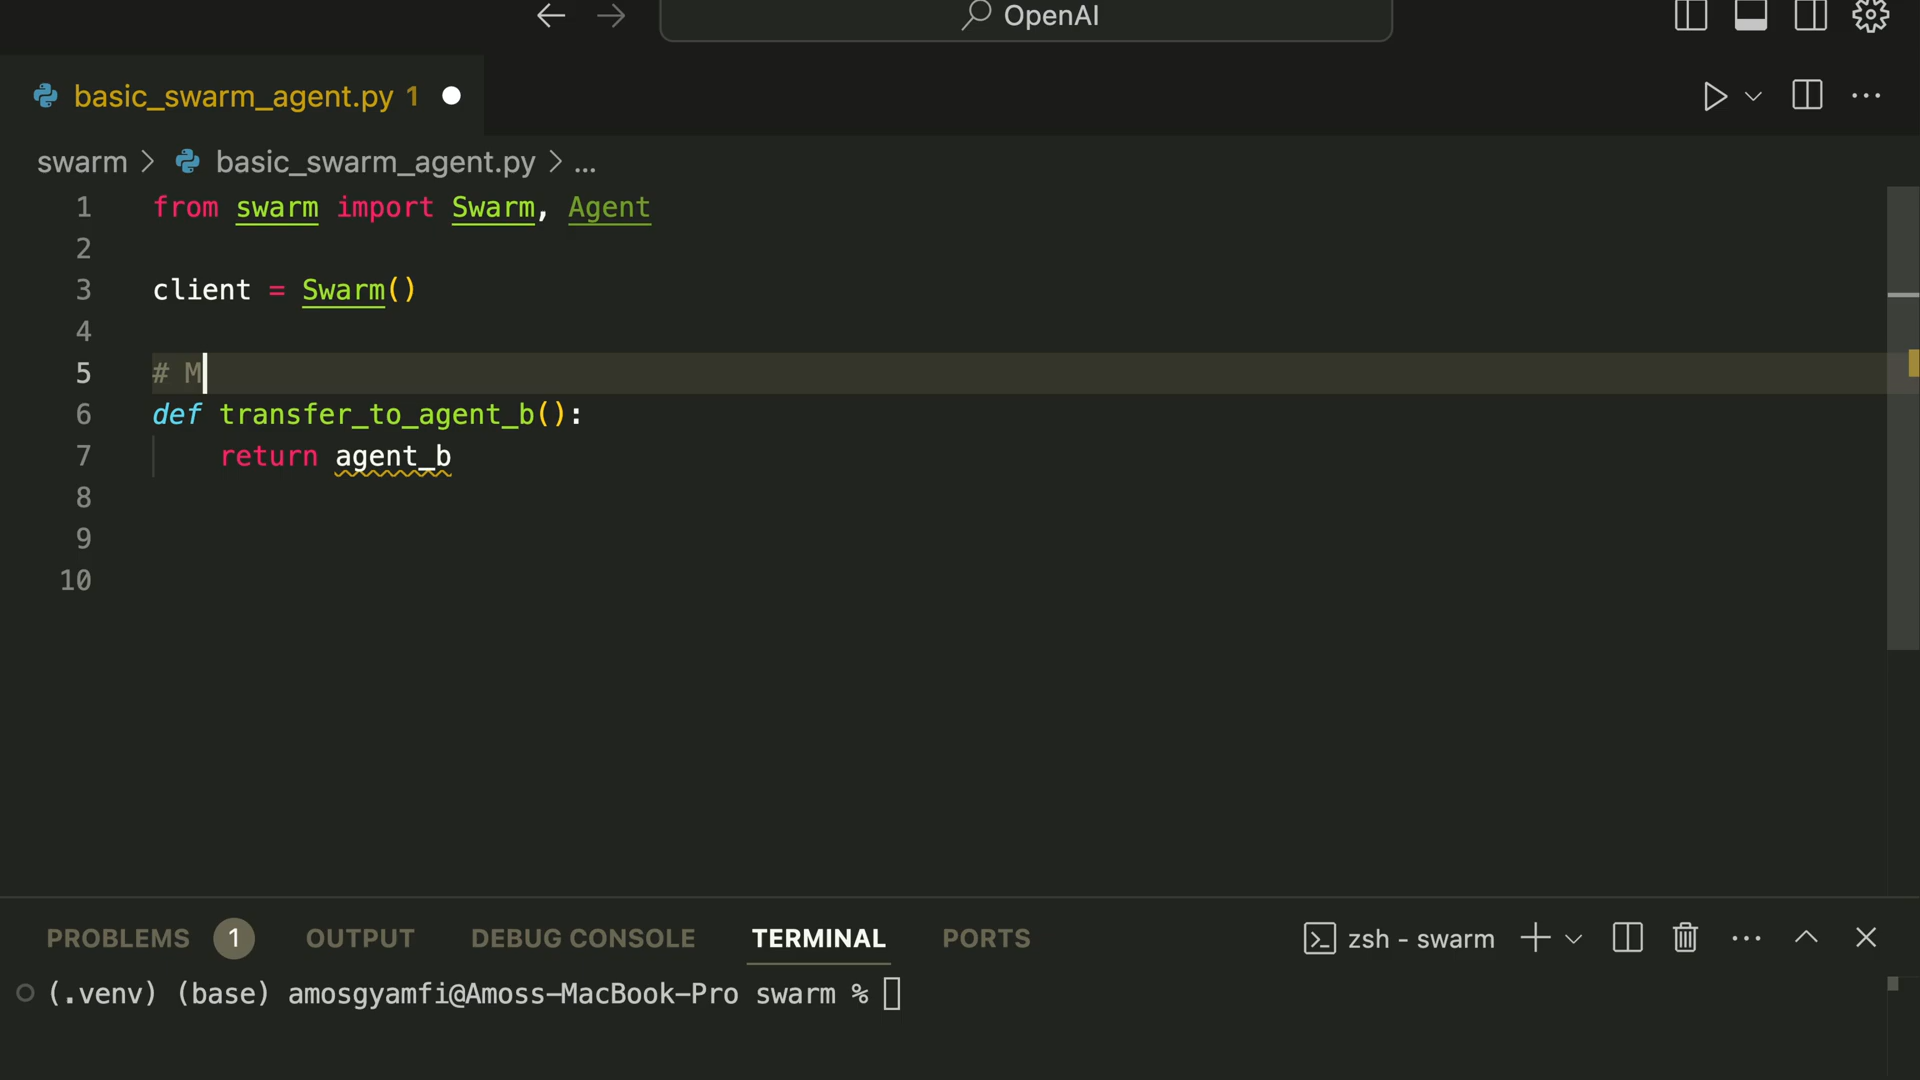 OpenAI
basic_swarm_agent.py 1
swarm > basic_swarm_agent.py > ...
1 from swarm import Swarm, Agent
2
3 client = Swarm()
4
5 # M
6 def transfer_to_agent_b():
7 return agent_b
8
9
10
PROBLEMS 1 OUTPUT DEBUG CONSOLE TERMINAL PORTS zsh - swarm
(.venv) (base) amosgyamfi@Amoss-MacBook-Pro swarm %